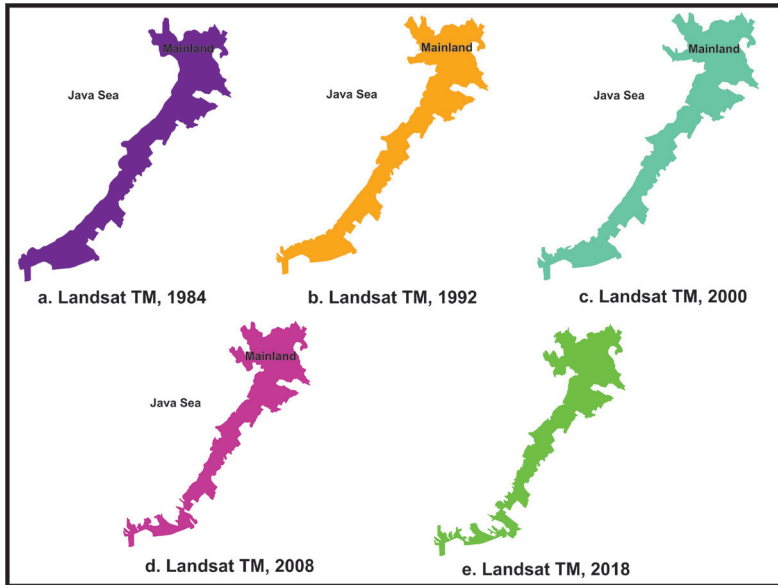 Mainland
Java Sea
a. Landsat TM, 1984
Mainland
Java Sea
b. Landsat TM, 1992
Mainland
Java Sea
c. Landsat TM, 2000
Mainland
Java Sea
d. Landsat TM, 2008
e. Landsat TM, 2018